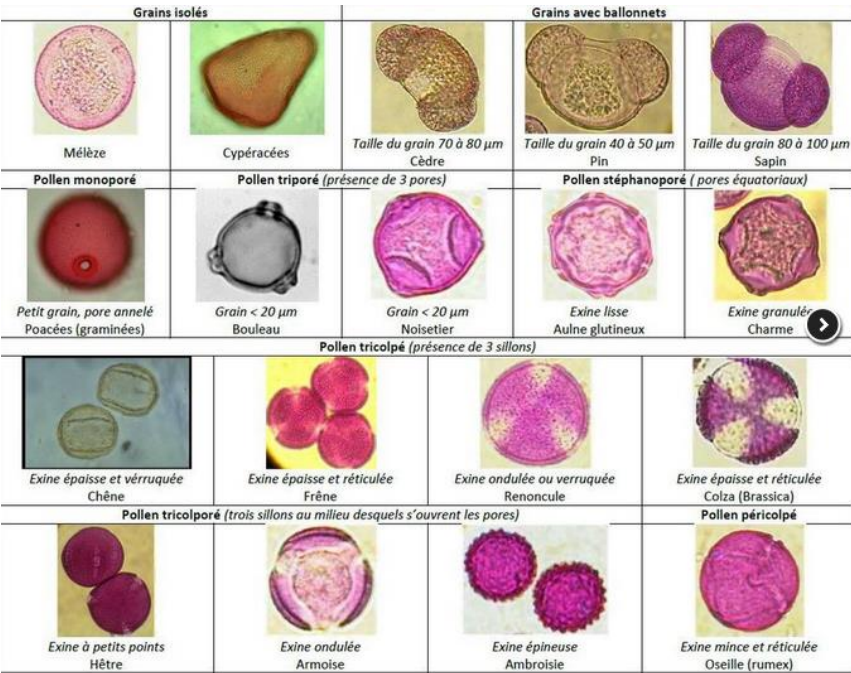 Grains isolés
Grains avec ballonnets
Mélèze
Cypéracées
Taille du grain 70 à 80 µm
Cèdre
Taille du grain 40 à 50 µm
Pin
Taille du grain 80 à 100 µm
Sapin
Pollen monoporé
Pollen triporé (présence de 3 pores)
Pollen stéphanoporé ( pores équatoriaux)
Petit grain, pore annelé
Poacées (graminées)
Grain < 20 µm
Bouleau
Grain < 20 µm
Noisetier
Exine lisse
Aulne glutineux
Exine granulée
Charme
Pollen tricolpé (présence de 3 sillons)
Exine épaisse et vérruquée
Chêne
Exine épaisse et réticulée
Frêne
Exine ondulée ou verruquée
Renoncule
Exine épaisse et réticulée
Colza (Brassica)
Pollen tricolporé (trois sillons au milieu desquels s’ouvrent les pores)
Pollen péricolpé
Exine à petits points
Hêtre
Exine ondulée
Armoise
Exine épineuse
Ambroisie
Exine mince et réticulée
Oseille (rumex)